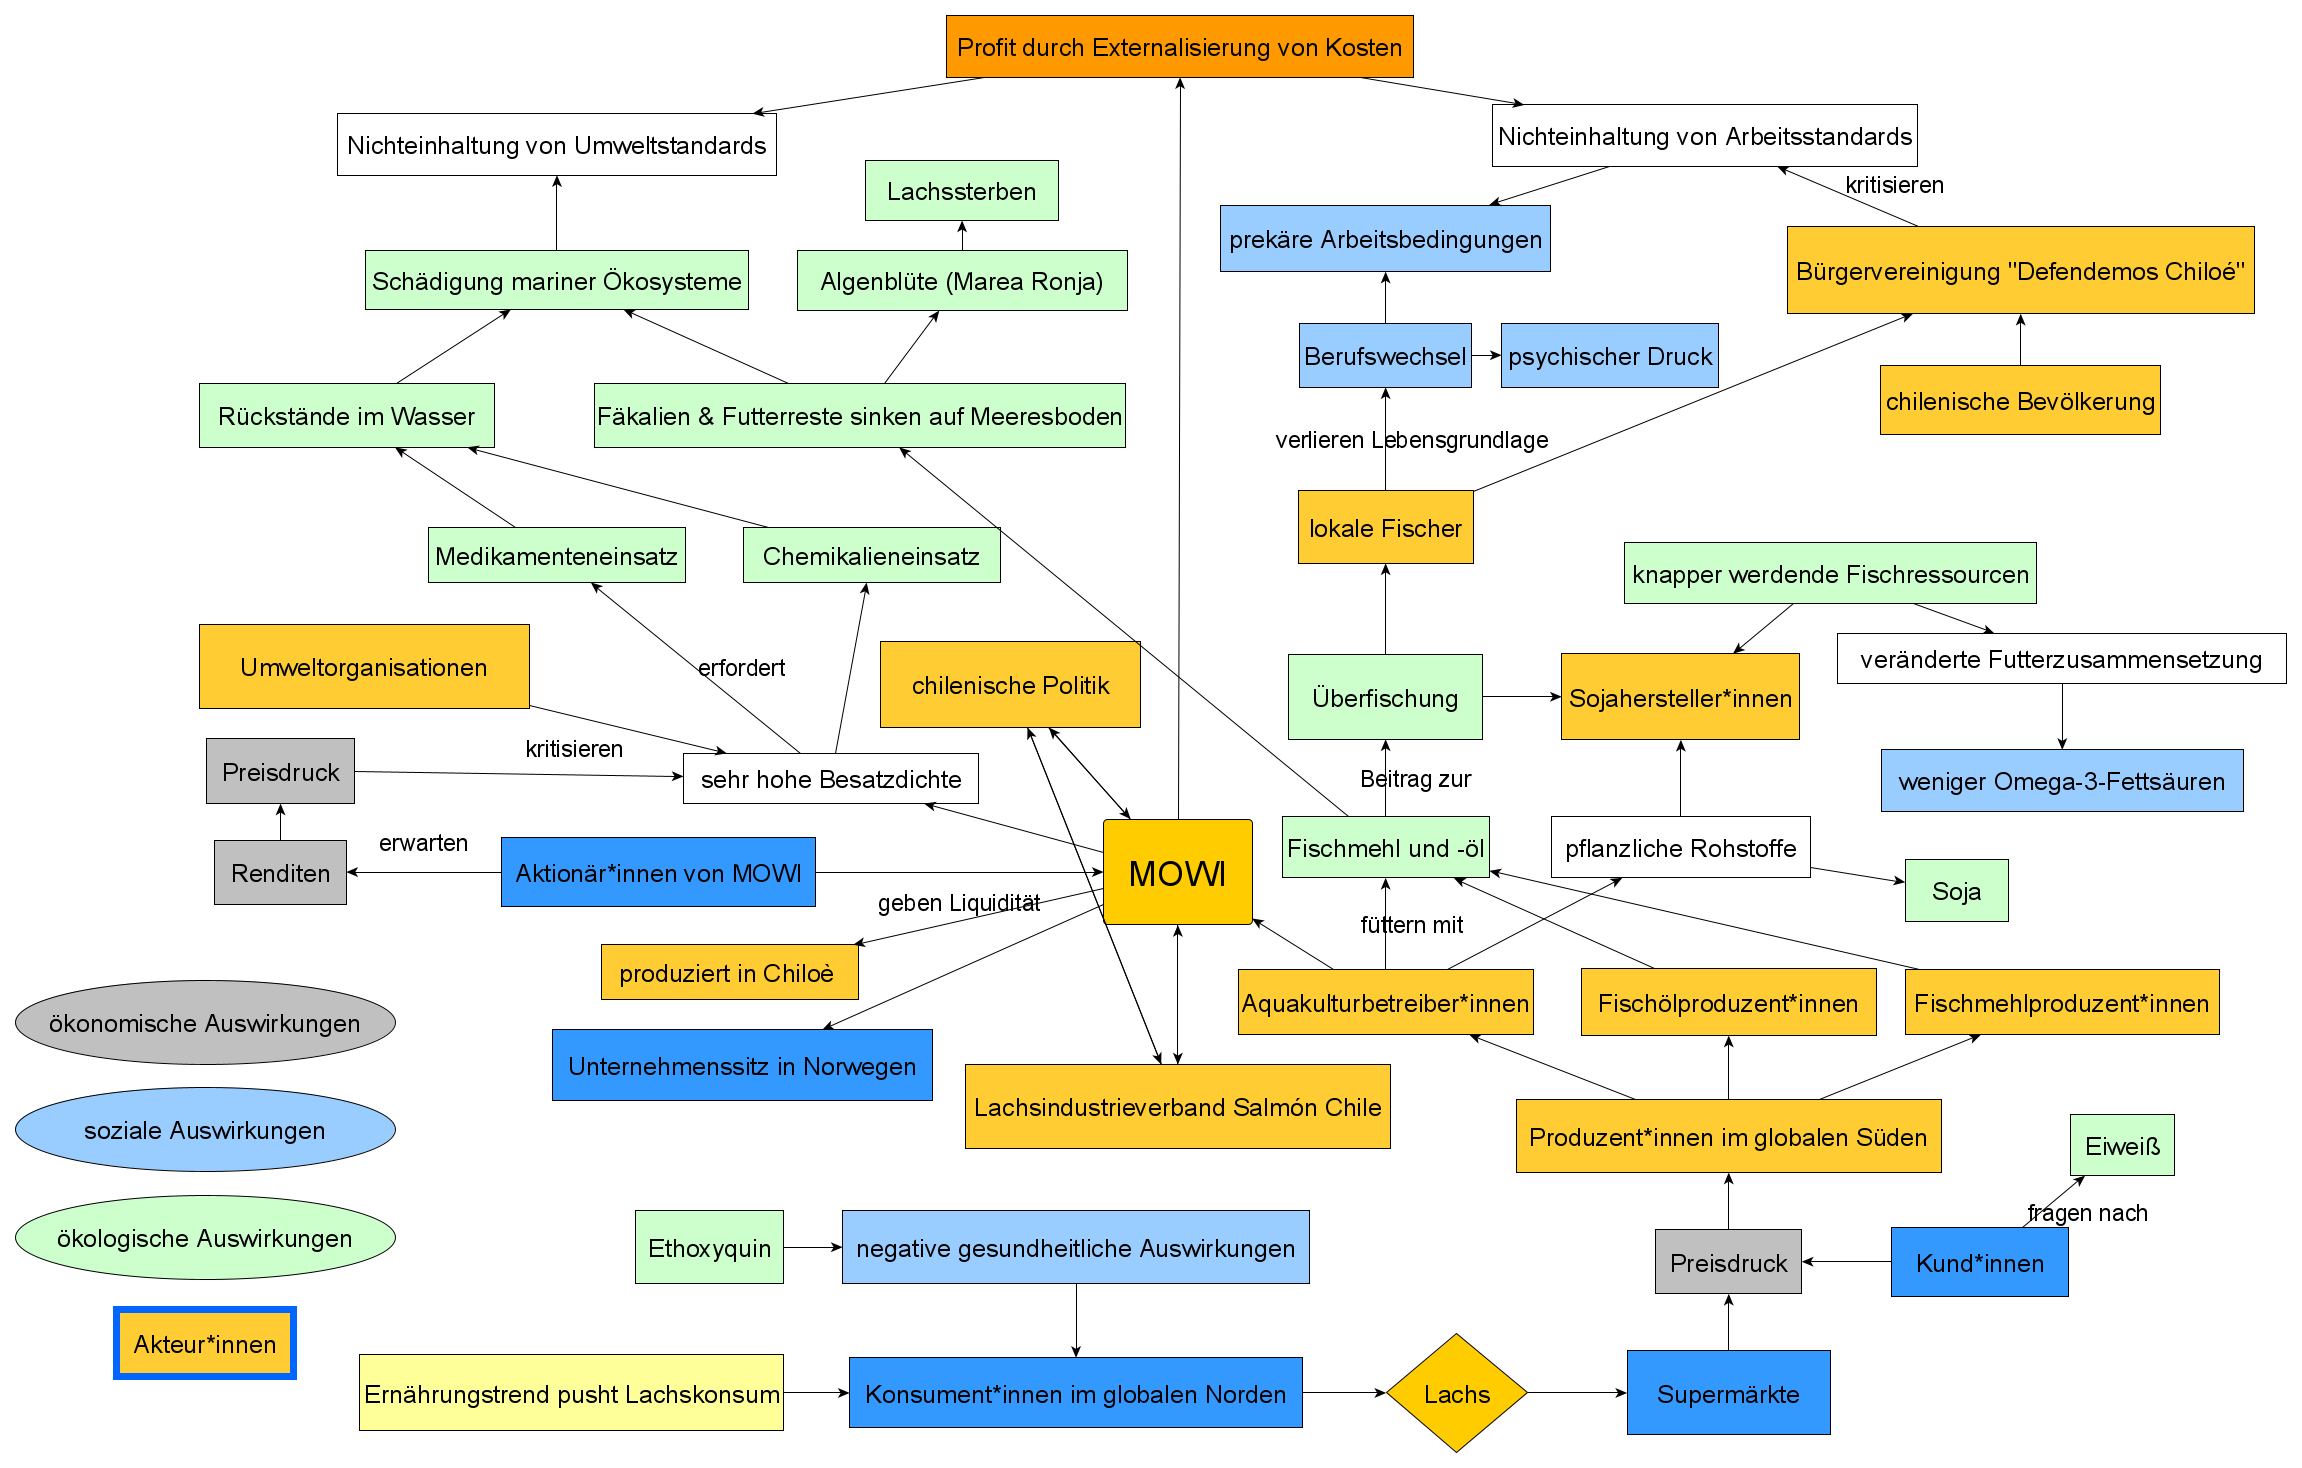 Profit durch Externalisierung von Kosten
Nichteinhaltung von Umweltstandards
Nichteinhaltung von Arbeitsstandards
Lachssterben
kritisieren
prekäre Arbeitsbedingungen
Schädigung mariner Ökosysteme
Algenblüte (Marea Ronja)
Bürgervereinigung "Defendemos Chiloé"
Berufswechsel
psychischer Druck
chilenische Bevölkerung
Rückstände im Wasser
Fäkalien & Futterreste sinken auf Meeresboden
verlieren Lebensgrundlage
lokale Fischer
Medikamenteneinsatz
Chemikalieneinsatz
knapper werdende Fischressourcen
Umweltorganisationen
erfordert
chilenische Politik
Überfischung
Sojahersteller*innen
veränderte Futterzusammensetzung
kritisieren
Preisdruck
sehr hohe Besatzdichte
Beitrag zur
weniger Omega-3-Fettsäuren
erwarten
Renditen
Aktionär*innen von MOWI
MOWI
Fischmehl und -öl
pflanzliche Rohstoffe
Soja
geben Liquidität
füttern mit
produziert in Chiloè
Aquakulturbetreiber*innen
Fischölproduzent*innen
Fischmehlproduzent*innen
ökonomische Auswirkungen
Unternehmenssitz in Norwegen
Lachsindustrieverband Salmón Chile
Produzent*innen im globalen Süden
soziale Auswirkungen
Eiweiß
fragen nach
ökologische Auswirkungen
Ethoxyquin
negative gesundheitliche Auswirkungen
Preisdruck
Kund*innen
Akteur*innen
Ernährungstrend pusht Lachskonsum
Konsument*innen im globalen Norden
Lachs
Supermärkte